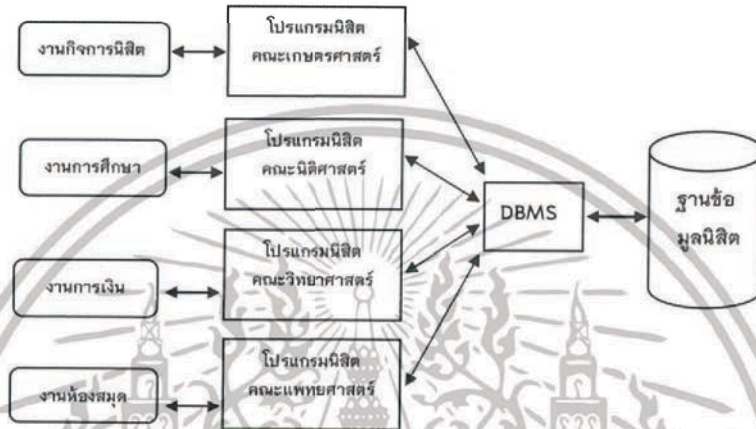 งานกิจการนิสิต
โปรแกรมนิสิต
คณะเกษตรศาสตร์
งานการศึกษา
โปรแกรมนิสิต
คณะนิติศาสตร์
งานการเงิน
โปรแกรมนิสิต
คณะวิทยาศาสตร์
งานห้องสมุด
โปรแกรมนิสิต
คณะแพทยศาสตร์
DBMS
ฐานข้อ
มูลนิสิต